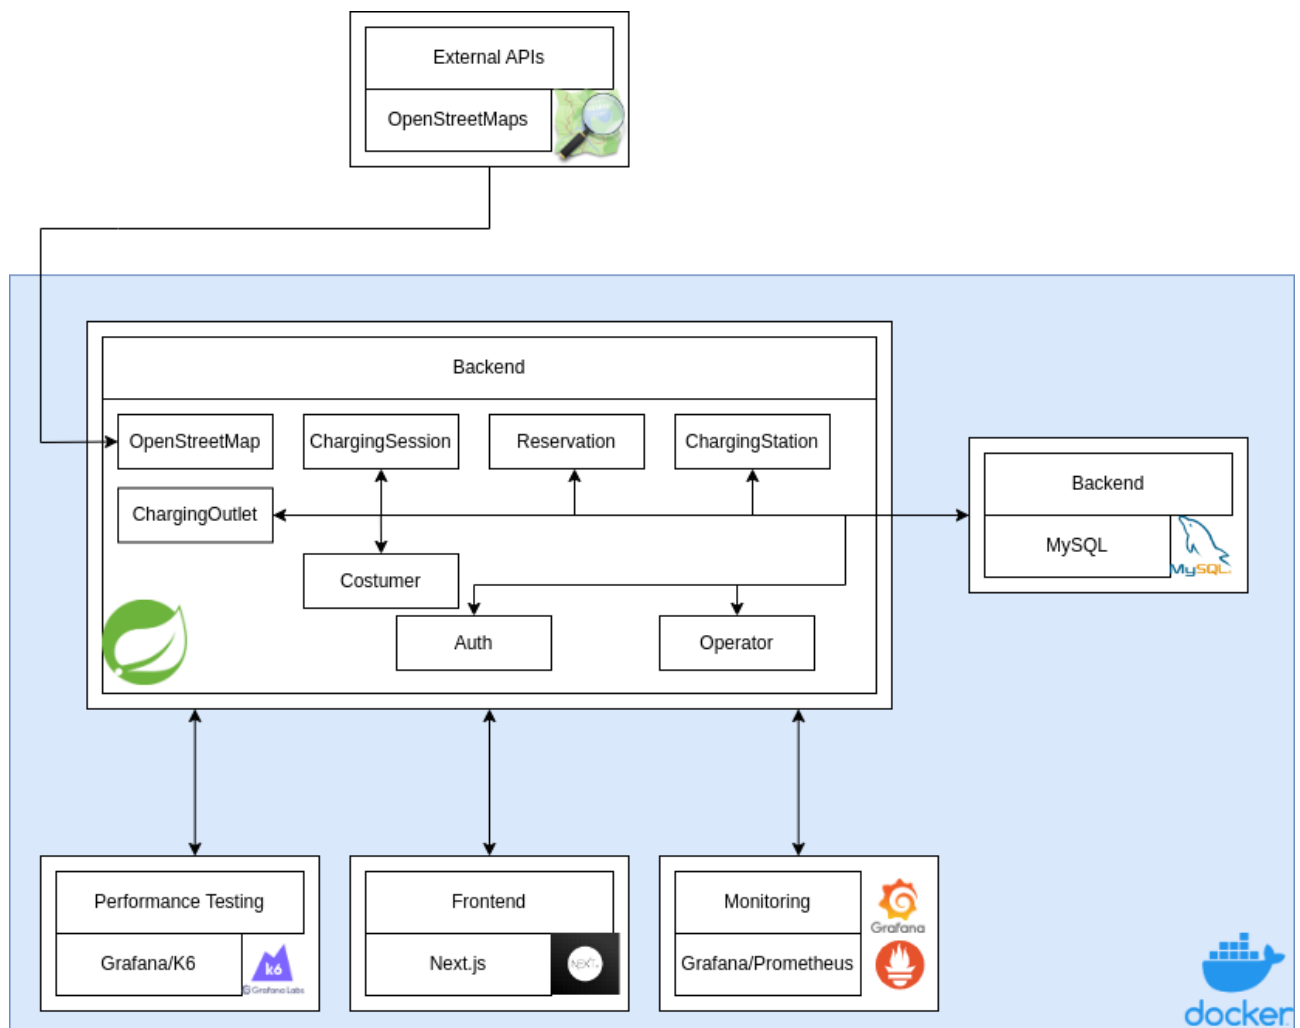 External APIs
OpenStreetMaps
Backend
OpenStreetMap
ChargingSession
Reservation
ChargingStation
ChargingOutlet
Costumer
Auth
Operator
Backend
MySQL
MySQL
Performance Testing
Grafana/K6
k6
Grafana Labs
Frontend
Next.js
NEXT.
Monitoring
Grafana/Prometheus
Grafana
docker